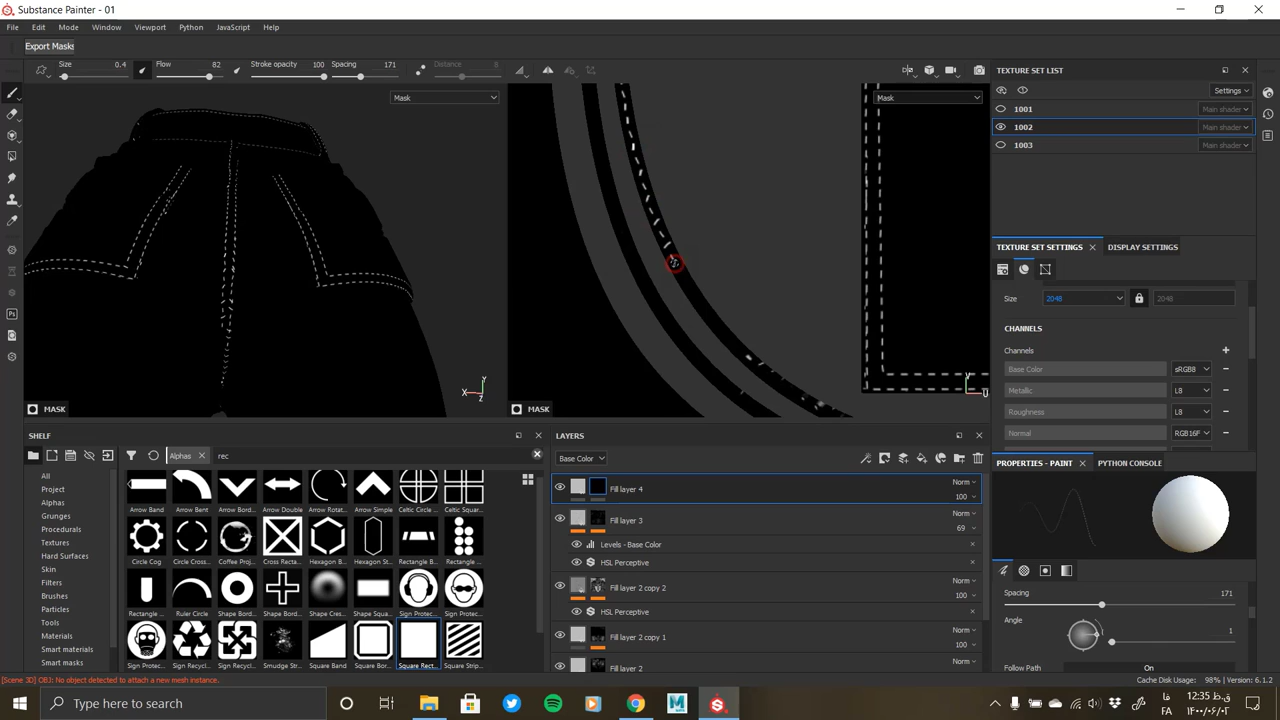 Substance Painter - 01
File Edit Mode Window Viewport Python JavaScript Help
Export Masks
Size 0.4 Flow 82 Stroke opacity 100 Spacing 171 Distance 8
Mask
Mask
X Y Z
U
MASK
MASK
TEXTURE SET LIST
Settings
1001 Main shader
1002 Main shader
1003 Main shader
TEXTURE SET SETTINGS DISPLAY SETTINGS
Size 2048 2048
CHANNELS
Channels
Base Color sRGB8
Metallic L8
Roughness L8
Normal RGB16F
PROPERTIES - PAINT PYTHON CONSOLE
Spacing 171
Angle 1
Follow Path On
SHELF
Alphas rec
All
Project
Alphas
Grunges
Procedurals
Textures
Hard Surfaces
Skin
Filters
Brushes
Particles
Tools
Materials
Smart materials
Smart masks
Arrow Band Arrow Bent Arrow Bord... Arrow Double Arrow Rotat... Arrow Simple Celtic Circle ... Celtic Squar...
Circle Cog Circle Cross... Coffee Proj... Cross Recta... Hexagon B... Hexagon S... Rectangle B... Rectangle ...
Rectangle ... Ruler Circle Shape Bord... Shape Bord... Shape Cres... Shape Squa... Sign Protec... Sign Protec...
Sign Protec... Sign Recycl... Sign Recycl... Smudge Str... Square Band Square Bor... Square Rect... Square Strip...
LAYERS
Base Color
Fill layer 4 Norm 100
Fill layer 3 Norm 69
Levels - Base Color
HSL Perceptive
Fill layer 2 copy 2 Norm 100
HSL Perceptive
Fill layer 2 copy 1 Norm 100
Fill layer 2 Norm
[Scene 3D] OBJ: No object detected to attach a new mesh instance.
Cache Disk Usage: 98% | Version: 6.1.2
Type here to search
FA
ق.ظ 12:35
۱۴۰۰/۰۶/۰۲